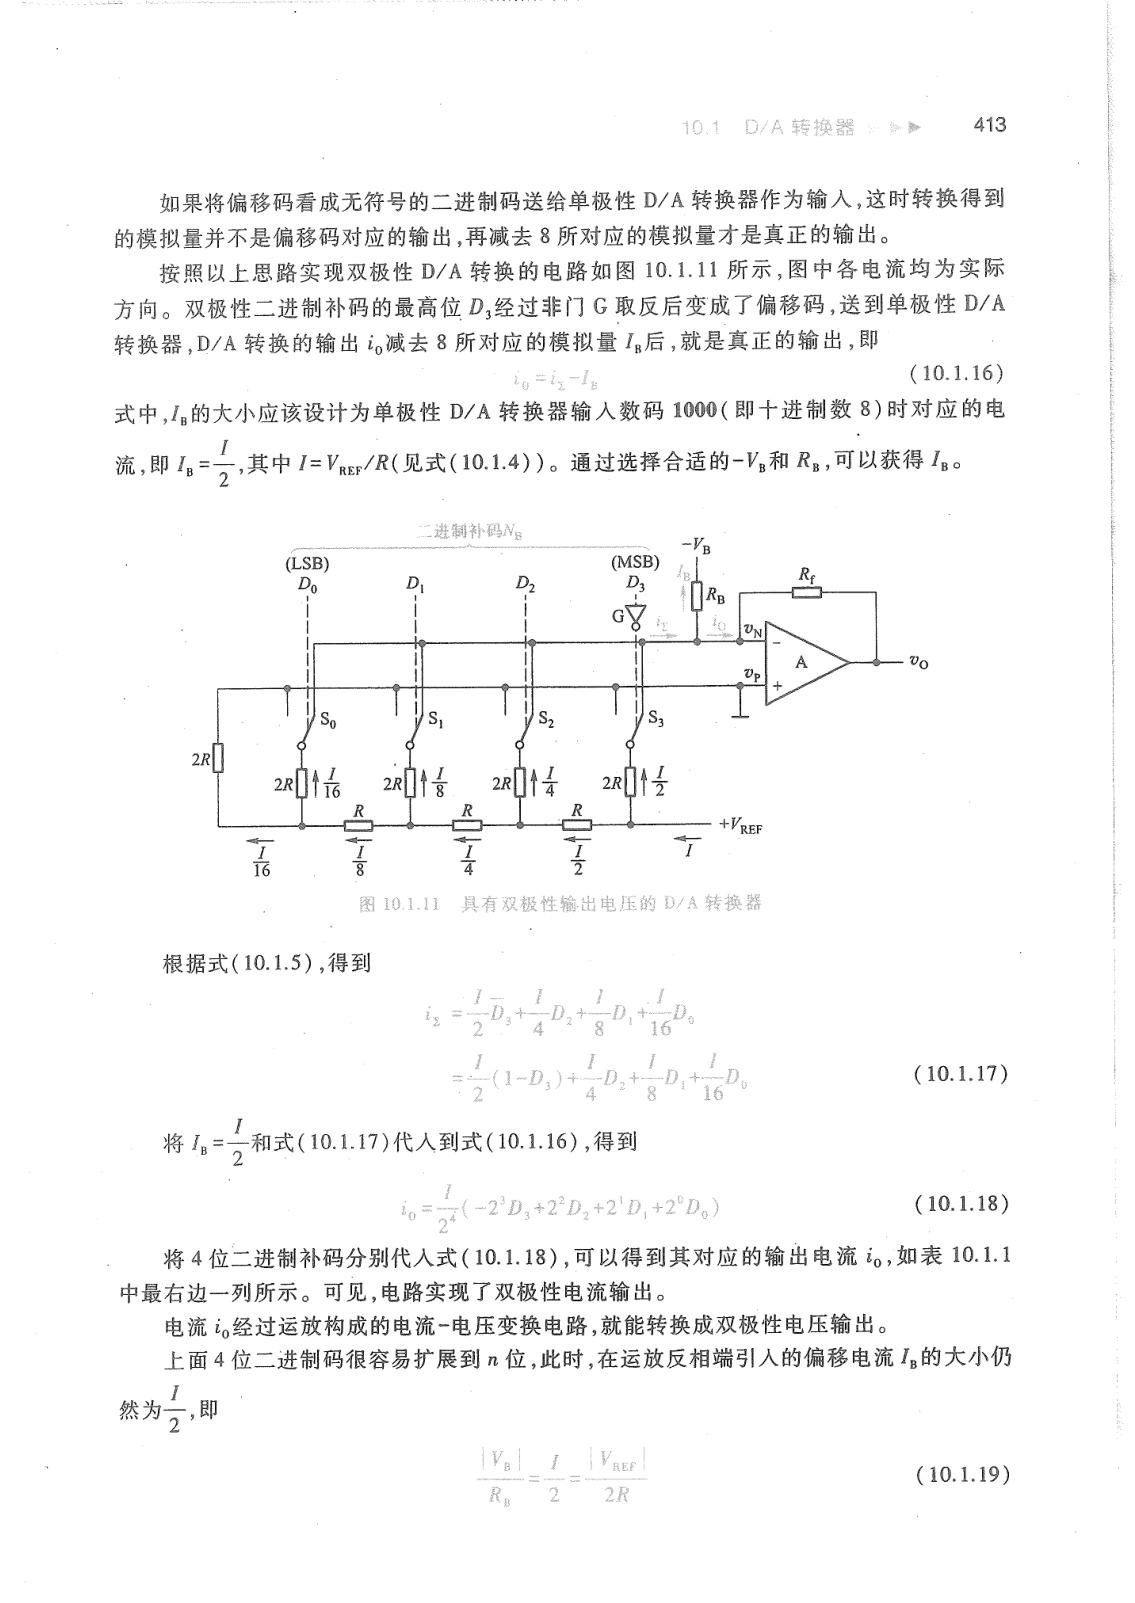 10.1 D/A 转换器 413
如果将偏移码看成无符号的二进制码送给单极性 D/A 转换器作为输入,这时转换得到
的模拟量并不是偏移码对应的输出,再减去 8 所对应的模拟量才是真正的输出。
按照以上思路实现双极性 D/A 转换的电路如图 10.1.11 所示,图中各电流均为实际
方向。双极性二进制补码的最高位 D₃经过非门 G 取反后变成了偏移码,送到单极性 D/A
转换器,D/A 转换的输出 i_O减去 8 所对应的模拟量 I_B后,就是真正的输出,即
i_O=i_Σ-I_B (10.1.16)
式中,I_B的大小应该设计为单极性 D/A 转换器输入数码 1000(即十进制数 8)时对应的电
流,即 I_B=I/2,其中 I=V_REF/R(见式(10.1.4))。通过选择合适的-V_B和 R_B,可以获得 I_B。
二进制补码N_B
-V_B
(LSB) (MSB)
D₀ D₁ D₂ D₃ I_B R_B R_f
G i_Σ i_O v_N
- A v_O
v_P +
S₀ S₁ S₂ S₃
2R 2R I/16 2R I/8 2R I/4 2R I/2
R R R +V_REF
I/16 I/8 I/4 I/2 I
图 10.1.11 具有双极性输出电压的 D/A 转换器
根据式(10.1.5),得到
i_Σ = I/2 D̄₃+I/4 D₂+I/8 D₁+I/16 D₀
=I/2(1-D₃)+I/4 D₂+I/8 D₁+I/16 D₀ (10.1.17)
将 I_B=I/2和式(10.1.17)代入到式(10.1.16),得到
i_O=I/2⁴(-2³D₃+2²D₂+2¹D₁+2⁰D₀) (10.1.18)
将 4 位二进制补码分别代入式(10.1.18),可以得到其对应的输出电流 i_O,如表 10.1.1
中最右边一列所示。可见,电路实现了双极性电流输出。
电流 i_O经过运放构成的电流-电压变换电路,就能转换成双极性电压输出。
上面 4 位二进制码很容易扩展到 n 位,此时,在运放反相端引入的偏移电流 I_B的大小仍
然为I/2,即
|V_B|/R_B=I/2=|V_REF|/2R (10.1.19)